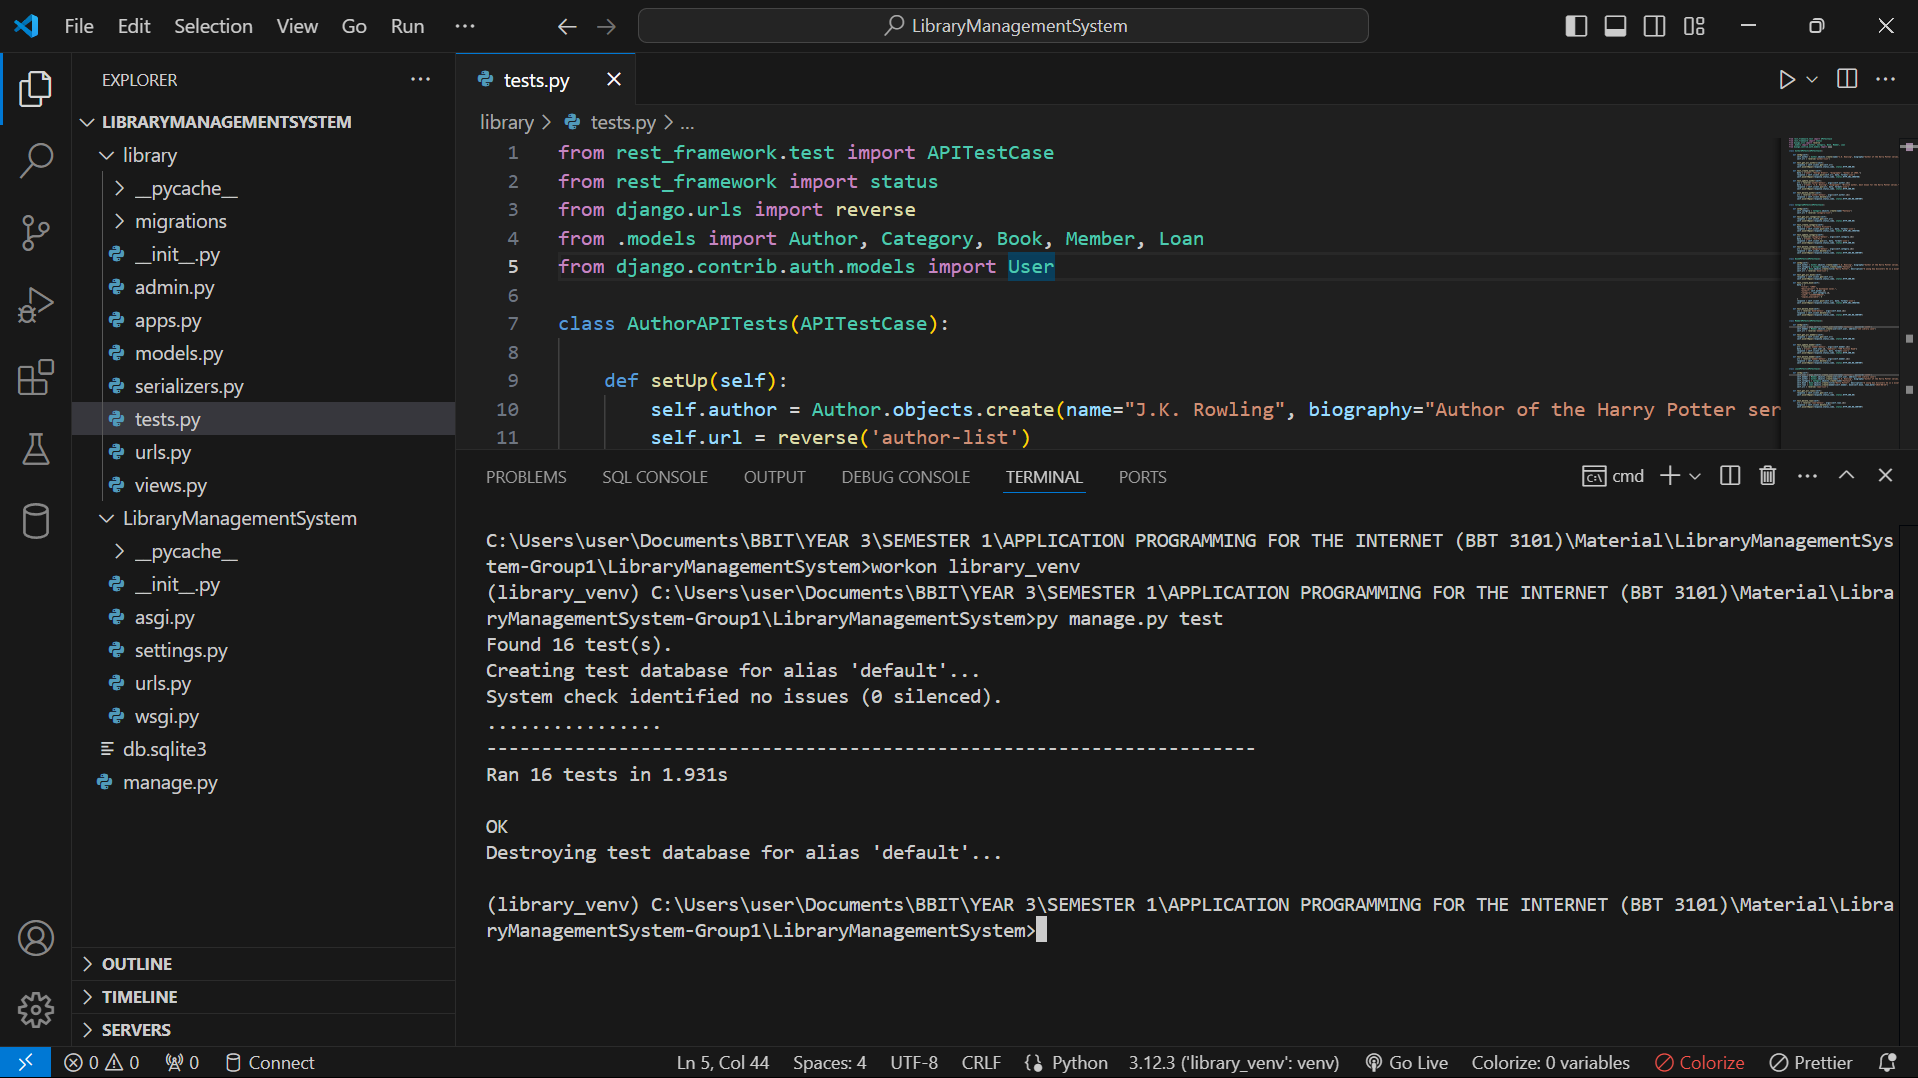 File Edit Selection View Go Run ...
LibraryManagementSystem
EXPLORER
LIBRARYMANAGEMENTSYSTEM
library
__pycache__
migrations
__init__.py
admin.py
apps.py
models.py
serializers.py
tests.py
urls.py
views.py
LibraryManagementSystem
__pycache__
__init__.py
asgi.py
settings.py
urls.py
wsgi.py
db.sqlite3
manage.py
OUTLINE
TIMELINE
SERVERS
tests.py
library > tests.py > ...
1 from rest_framework.test import APITestCase
2 from rest_framework import status
3 from django.urls import reverse
4 from .models import Author, Category, Book, Member, Loan
5 from django.contrib.auth.models import User
6
7 class AuthorAPITests(APITestCase):
8
9 def setUp(self):
10 self.author = Author.objects.create(name="J.K. Rowling", biography="Author of the Harry Potter ser
11 self.url = reverse('author-list')
PROBLEMS SQL CONSOLE OUTPUT DEBUG CONSOLE TERMINAL PORTS
cmd
C:\Users\user\Documents\BBIT\YEAR 3\SEMESTER 1\APPLICATION PROGRAMMING FOR THE INTERNET (BBT 3101)\Material\LibraryManagementSys
tem-Group1\LibraryManagementSystem>workon library_venv
(library_venv) C:\Users\user\Documents\BBIT\YEAR 3\SEMESTER 1\APPLICATION PROGRAMMING FOR THE INTERNET (BBT 3101)\Material\Libra
ryManagementSystem-Group1\LibraryManagementSystem>py manage.py test
Found 16 test(s).
Creating test database for alias 'default'...
System check identified no issues (0 silenced).
................
----------------------------------------------------------------------
Ran 16 tests in 1.931s
OK
Destroying test database for alias 'default'...
(library_venv) C:\Users\user\Documents\BBIT\YEAR 3\SEMESTER 1\APPLICATION PROGRAMMING FOR THE INTERNET (BBT 3101)\Material\Libra
ryManagementSystem-Group1\LibraryManagementSystem>
0 0 0 Connect Ln 5, Col 44 Spaces: 4 UTF-8 CRLF Python 3.12.3 ('library_venv': venv) Go Live Colorize: 0 variables Colorize Prettier